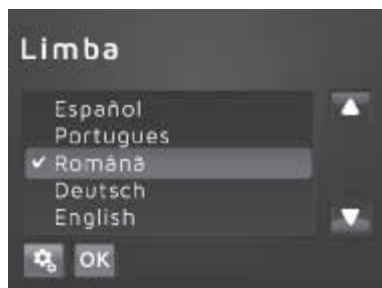 Limba
Español
Portugues
Română
Deutsch
English
OK